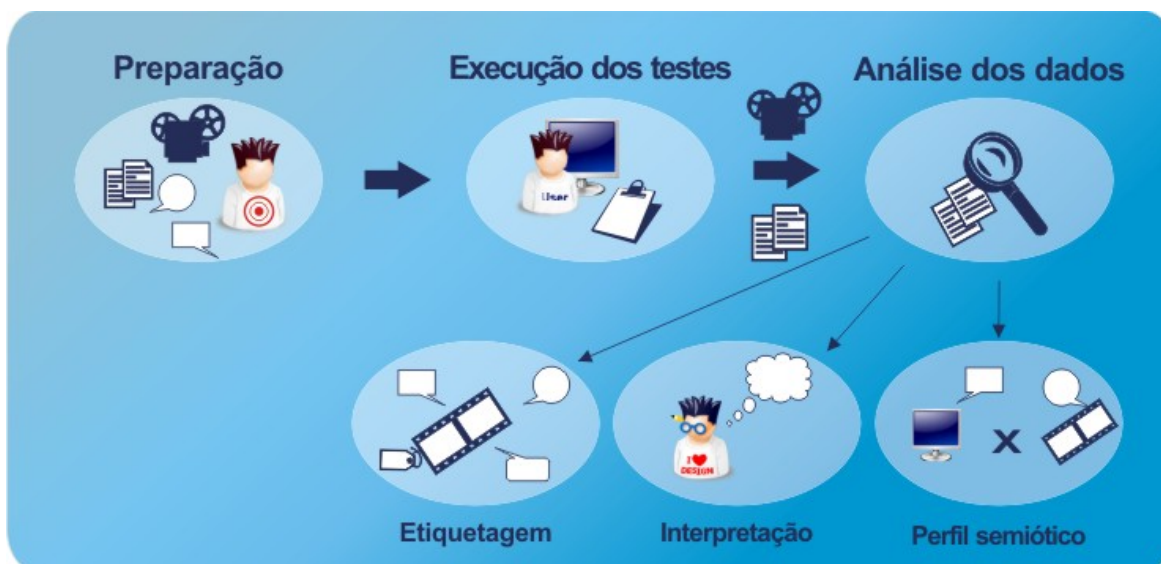 Preparação
Execução dos testes
Análise dos dados
User
I ❤
DESIGN
X
Etiquetagem
Interpretação
Perfil semiótico